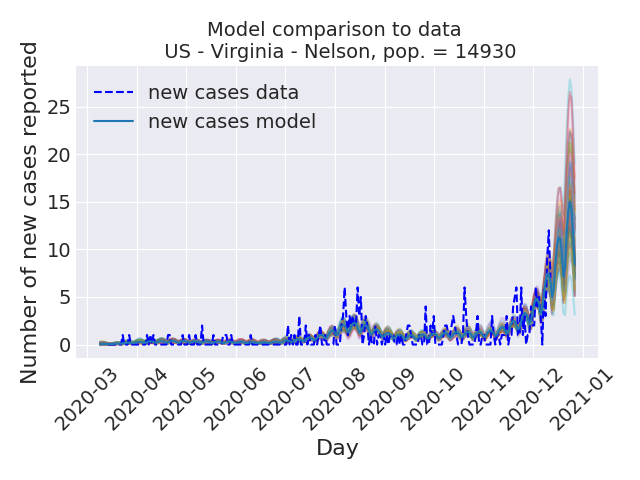 Model comparison to data
US - Virginia - Nelson, pop. = 14930
new cases data
new cases model
Number of new cases reported
25
20
15
10
5
0
2020-03
2020-04
2020-05
2020-06
2020-07
2020-08
2020-09
2020-10
2020-11
2020-12
2021-01
Day